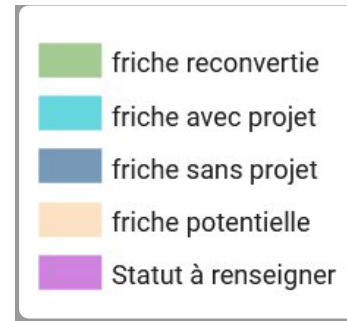 friche reconvertie
friche avec projet
friche sans projet
friche potentielle
Statut à renseigner